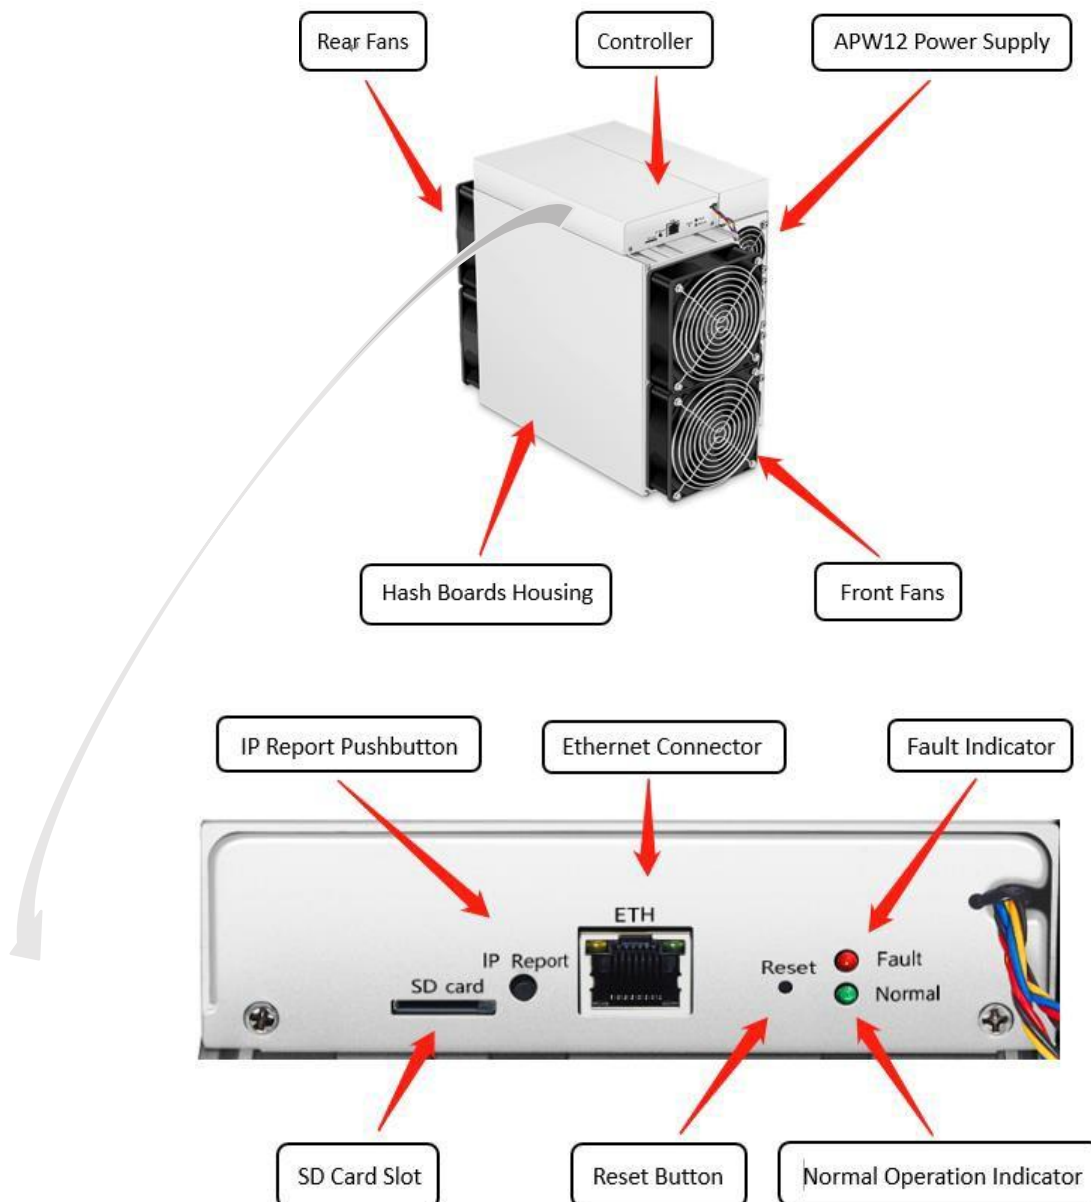 Rear Fans
Controller
APW12 Power Supply
Hash Boards Housing
Front Fans
IP Report Pushbutton
Ethernet Connector
Fault Indicator
ETH
IP Report
SD card
Reset
Fault
Normal
SD Card Slot
Reset Button
Normal Operation Indicator